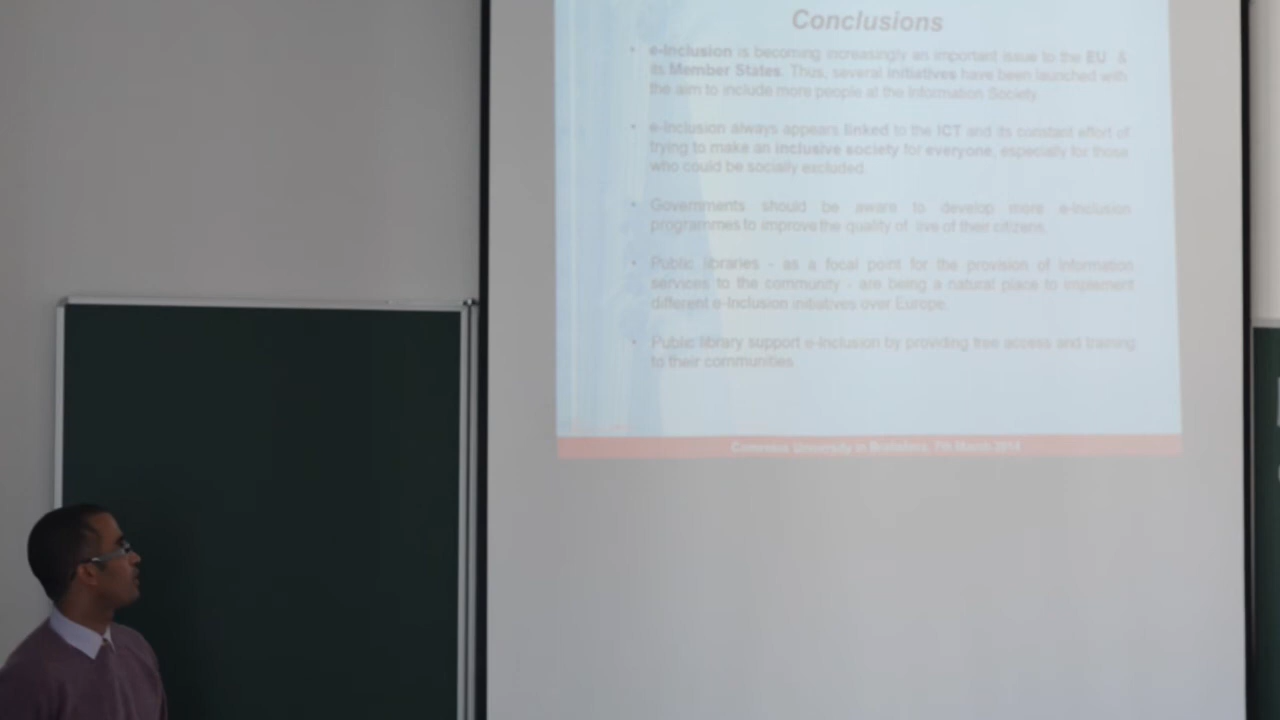 Conclusions
• e-Inclusion is becoming increasingly an important issue to the EU &
its Member States. Thus, several initiatives have been launched with
the aim to include more people at the Information Society.
• e-Inclusion always appears linked to the ICT and its constant effort of
trying to make an inclusive society for everyone, especially for those
who could be socially excluded.
• Governments should be aware to develop more e-inclusion
programmes to improve the quality of live of their citizens.
• Public libraries - as a focal point for the provision of information
services to the community - are being a natural place to implement
different e-Inclusion initiatives over Europe.
• Public library support e-Inclusion by providing free access and training
to their communities
Comenius University in Bratislava, 7th March 2014